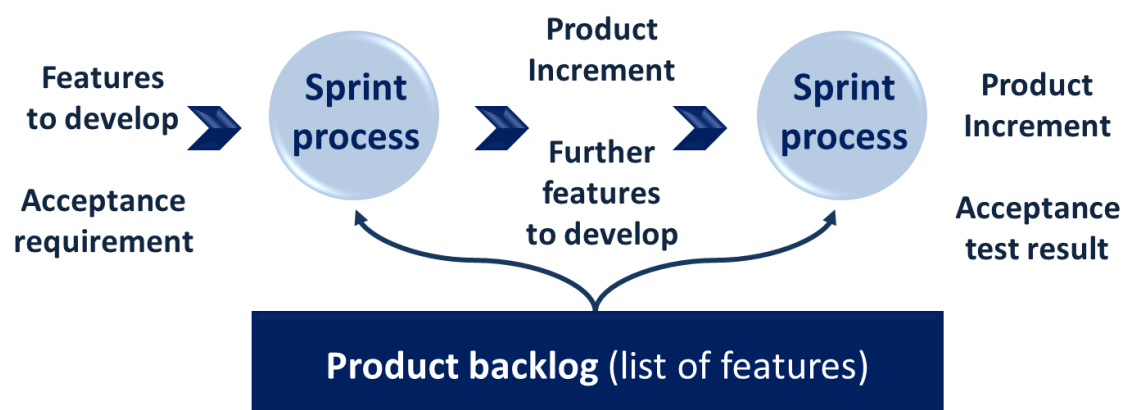 Features
to develop
Acceptance
requirement
Sprint
process
Product
Increment
Further
features
to develop
Sprint
process
Product
Increment
Acceptance
test result
Product backlog (list of features)